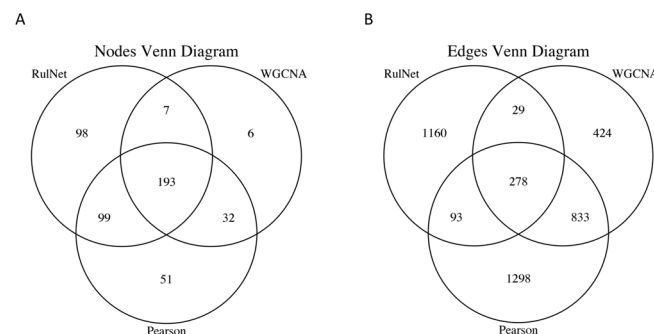 A
Nodes Venn Diagram
RulNet
WGCNA
7
98
6
193
99
32
51
Pearson
B
Edges Venn Diagram
RulNet
WGCNA
29
1160
424
278
93
833
1298
Pearson